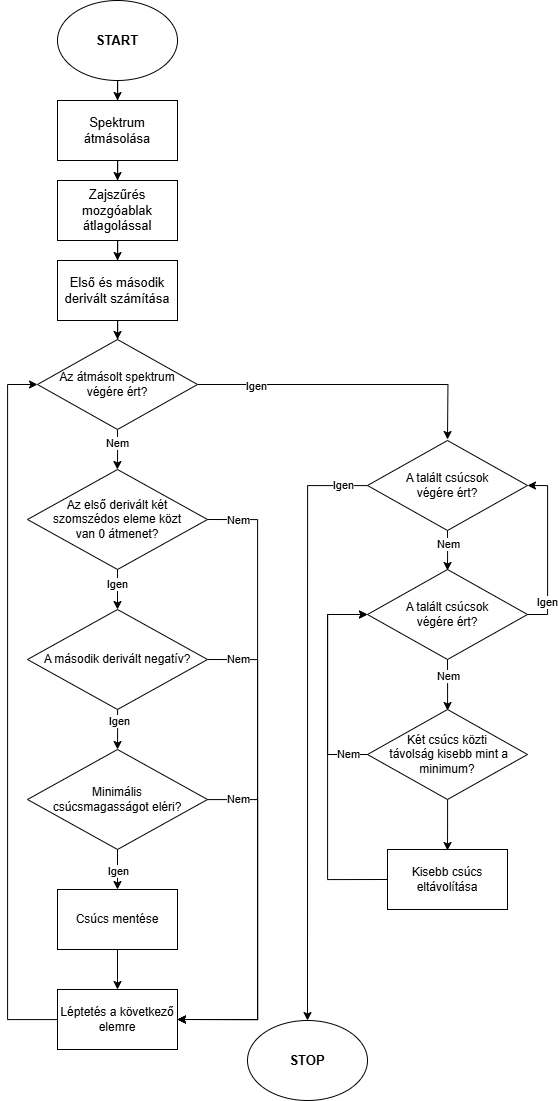 START
Spektrum
átmásolása
Zajszűrés
mozgóablak
átlagolással
Első és második
derivált számítása
Az átmásolt spektrum
végére ért?
Igen
Nem
Az első derivált két
szomszédos eleme közt
van 0 átmenet?
Nem
Igen
A második derivált negatív?
Nem
Igen
Minimális
csúcsmagasságot eléri?
Nem
Igen
Csúcs mentése
Léptetés a következő
elemre
A talált csúcsok
végére ért?
Igen
Nem
A talált csúcsok
végére ért?
Igen
Nem
Két csúcs közti
távolság kisebb mint a
minimum?
Nem
Kisebb csúcs
eltávolítása
STOP